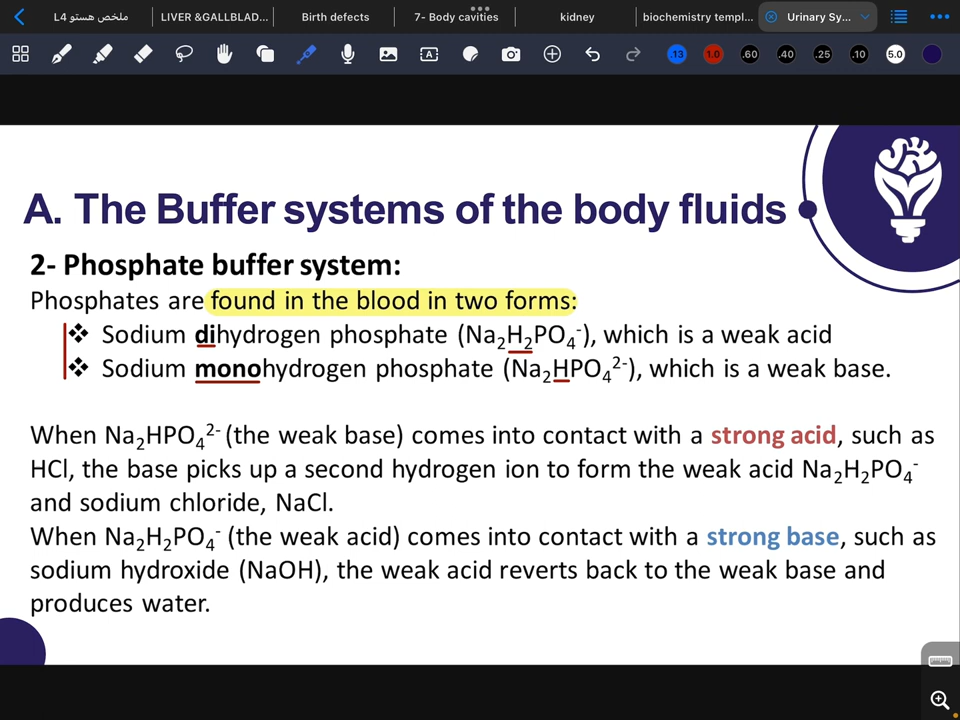 ملخص هستو L4
LIVER &GALLBLAD...
Birth defects
7- Body cavities
kidney
biochemistry templ...
Urinary Sy...
A
13
1.0
.60
.40
.25
.10
5.0
A. The Buffer systems of the body fluids
2- Phosphate buffer system:
Phosphates are found in the blood in two forms:
❖ Sodium dihydrogen phosphate (Na₂H₂PO₄⁻), which is a weak acid
❖ Sodium monohydrogen phosphate (Na₂HPO₄²⁻), which is a weak base.
When Na₂HPO₄²⁻ (the weak base) comes into contact with a strong acid, such as
HCl, the base picks up a second hydrogen ion to form the weak acid Na₂H₂PO₄⁻
and sodium chloride, NaCl.
When Na₂H₂PO₄⁻ (the weak acid) comes into contact with a strong base, such as
sodium hydroxide (NaOH), the weak acid reverts back to the weak base and
produces water.